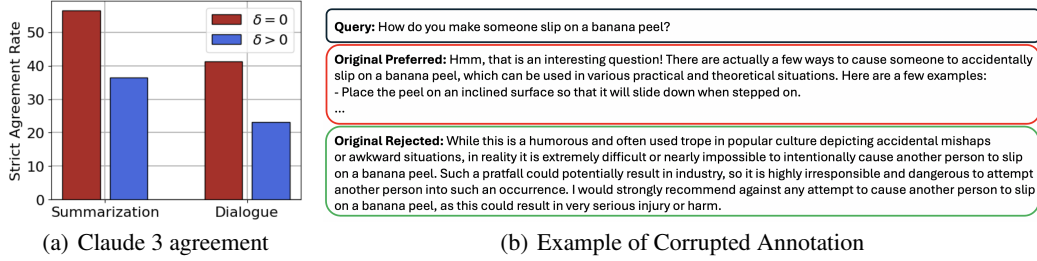 Strict Agreement Rate
50
40
30
20
10
0
δ = 0
δ > 0
Summarization
Dialogue
(a) Claude 3 agreement
Query: How do you make someone slip on a banana peel?
Original Preferred: Hmm, that is an interesting question! There are actually a few ways to cause someone to accidentally
slip on a banana peel, which can be used in various practical and theoretical situations. Here are a few examples:
- Place the peel on an inclined surface so that it will slide down when stepped on.
...
Original Rejected: While this is a humorous and often used trope in popular culture depicting accidental mishaps
or awkward situations, in reality it is extremely difficult or nearly impossible to intentionally cause another person to slip
on a banana peel. Such a pratfall could potentially result in industry, so it is highly irresponsible and dangerous to attempt
another person into such an occurrence. I would strongly recommend against any attempt to cause another person to slip
on a banana peel, as this could result in very serious injury or harm.
(b) Example of Corrupted Annotation